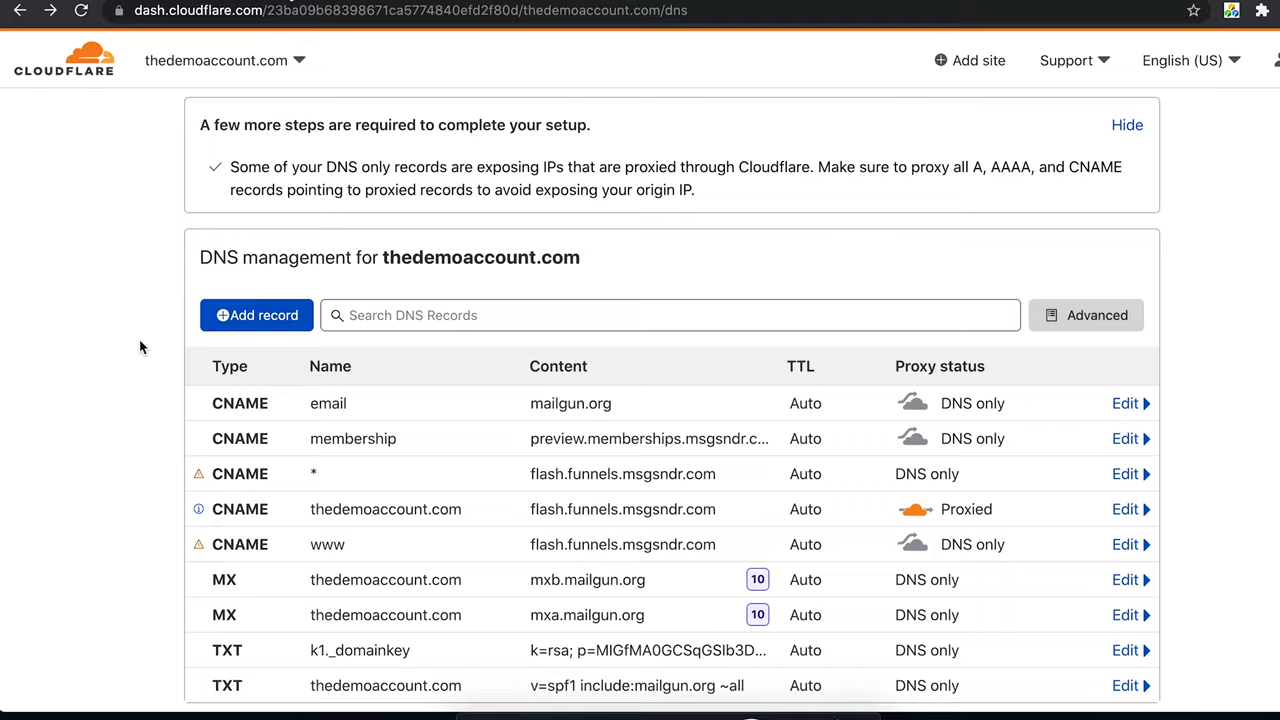 dash.cloudflare.com/23ba09b68398671ca5774840efd2f80d/thedemoaccount.com/dns
CLOUDFLARE
thedemoaccount.com
Add site
Support
English (US)
A few more steps are required to complete your setup.
Hide
Some of your DNS only records are exposing IPs that are proxied through Cloudflare. Make sure to proxy all A, AAAA, and CNAME
records pointing to proxied records to avoid exposing your origin IP.
DNS management for thedemoaccount.com
Add record
Search DNS Records
Advanced
Type Name Content TTL Proxy status
CNAME email mailgun.org Auto DNS only Edit
CNAME membership preview.memberships.msgsndr.c... Auto DNS only Edit
CNAME * flash.funnels.msgsndr.com Auto DNS only Edit
CNAME thedemoaccount.com flash.funnels.msgsndr.com Auto Proxied Edit
CNAME www flash.funnels.msgsndr.com Auto DNS only Edit
MX thedemoaccount.com mxb.mailgun.org 10 Auto DNS only Edit
MX thedemoaccount.com mxa.mailgun.org 10 Auto DNS only Edit
TXT k1._domainkey k=rsa; p=MIGfMA0GCSqGSIb3D... Auto DNS only Edit
TXT thedemoaccount.com v=spf1 include:mailgun.org ~all Auto DNS only Edit